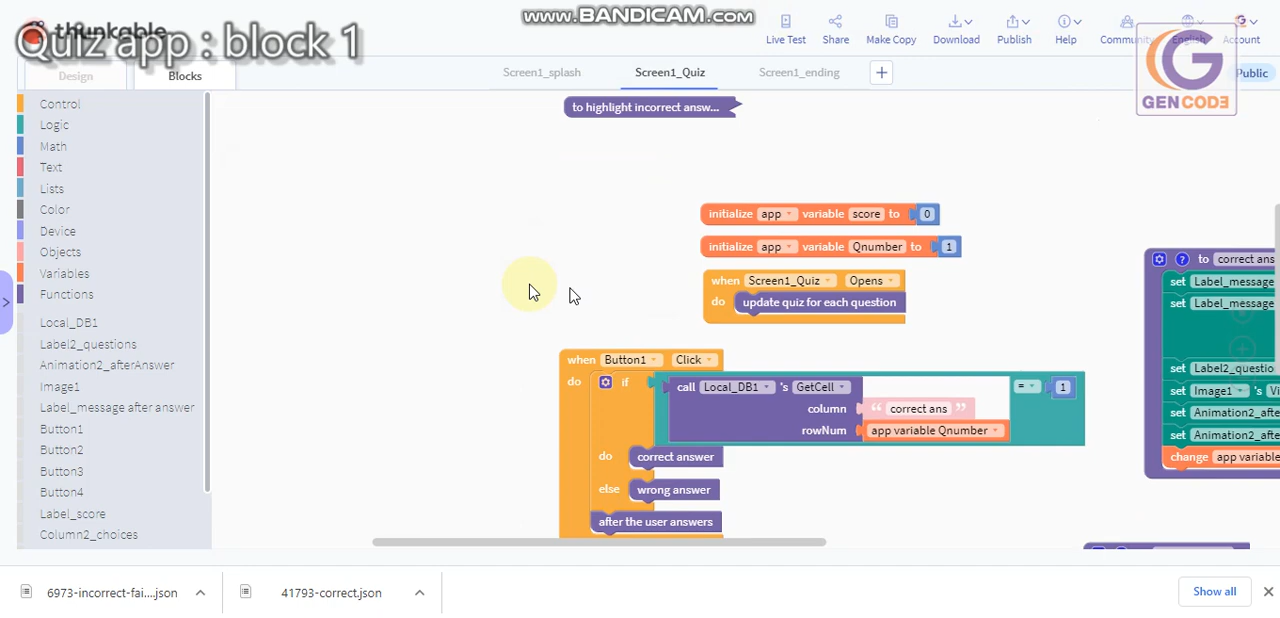 www.BANDICAM.com
thunkable
Quiz app : block 1
Live Test
Share
Make Copy
Download
Publish
Help
Community
English
Account
GENCODE
Public
Design
Blocks
Screen1_splash
Screen1_Quiz
Screen1_ending
+
Control
Logic
Math
Text
Lists
Color
Device
Objects
Variables
Functions
Local_DB1
Label2_questions
Animation2_afterAnswer
Image1
Label_message after answer
Button1
Button2
Button3
Button4
Label_score
Column2_choices
to highlight incorrect answ...
initialize app variable score to 0
initialize app variable Qnumber to 1
when Screen1_Quiz Opens
do update quiz for each question
when Button1 Click
do if call Local_DB1 's GetCell = 1
column “ correct ans ”
rowNum app variable Qnumber
do correct answer
else wrong answer
after the user answers
? to correct ans
set Label_message
set Label_message
set Label2_questio
set Image1 's Vi
set Animation2_afte
set Animation2_afte
change app variable
6973-incorrect-fai....json
41793-correct.json
Show all